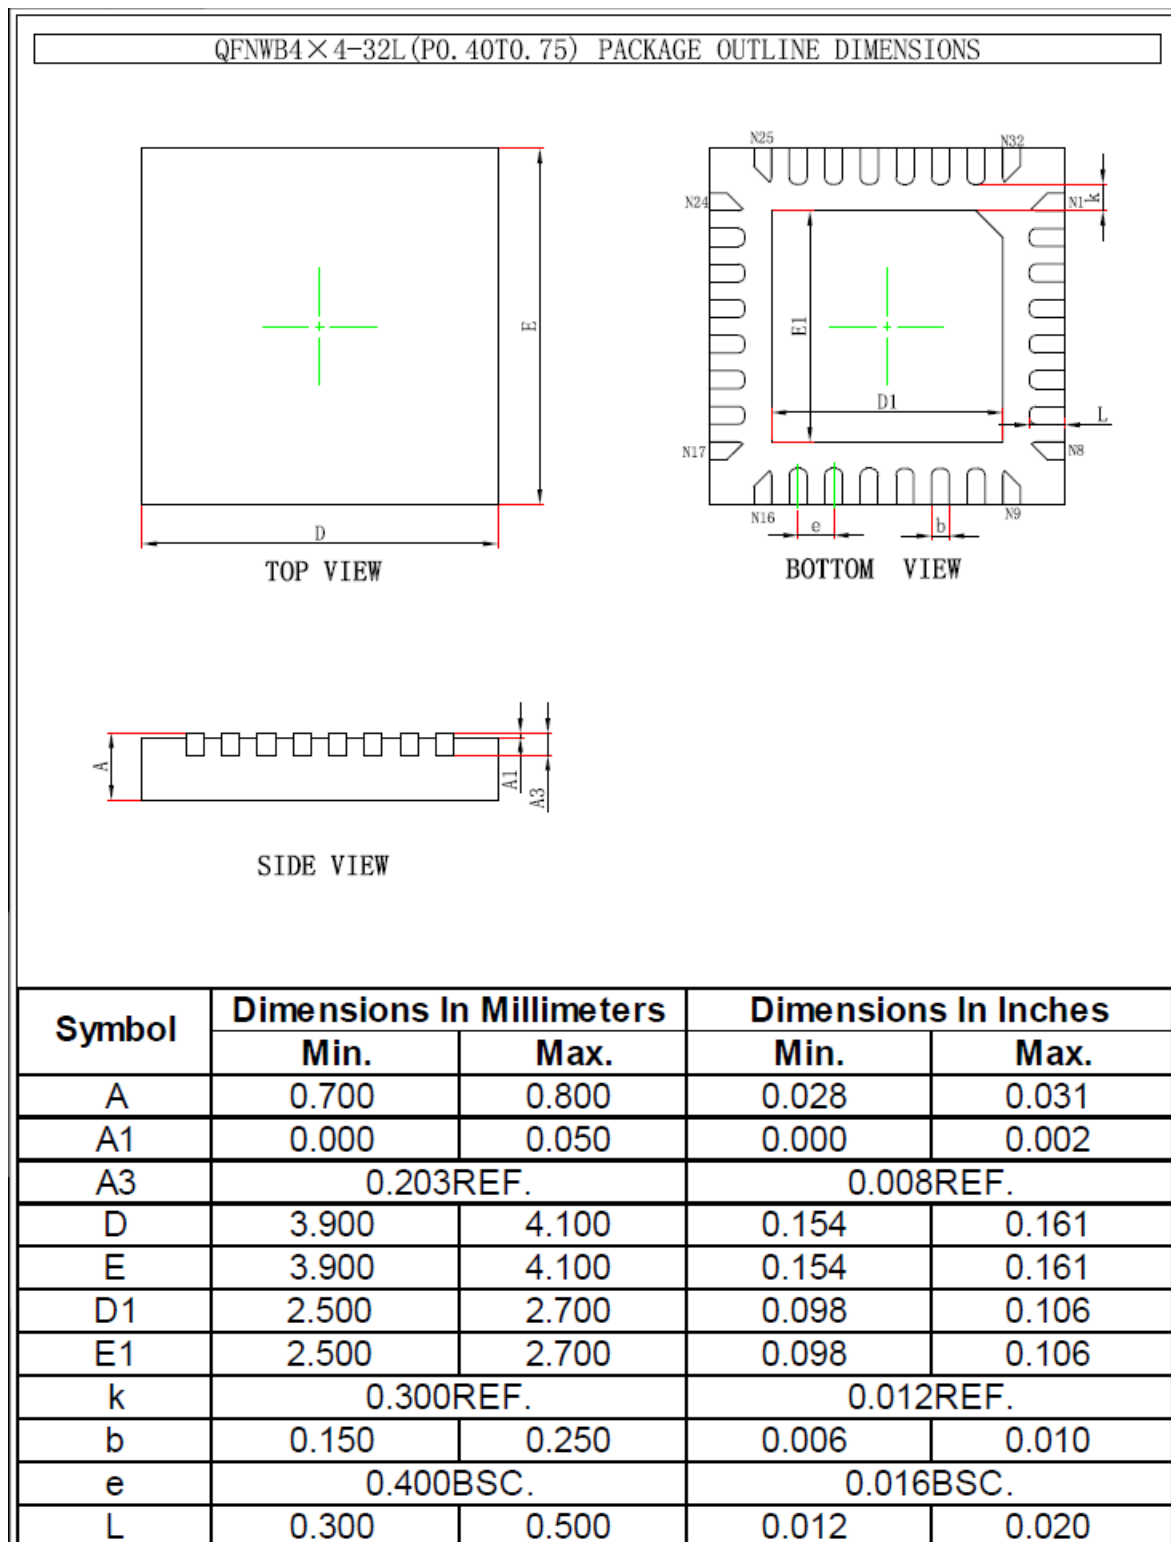 QFNWB4×4-32L(P0.40T0.75) PACKAGE OUTLINE DIMENSIONS
N25
N32
N24
N1
k
E
E1
D1
L
N17
N8
N16
N9
e
b
D
TOP VIEW
BOTTOM VIEW
A
A1
A3
SIDE VIEW
Symbol Dimensions In Millimeters Dimensions In Inches
Min. Max. Min. Max.
A 0.700 0.800 0.028 0.031
A1 0.000 0.050 0.000 0.002
A3 0.203REF. 0.008REF.
D 3.900 4.100 0.154 0.161
E 3.900 4.100 0.154 0.161
D1 2.500 2.700 0.098 0.106
E1 2.500 2.700 0.098 0.106
k 0.300REF. 0.012REF.
b 0.150 0.250 0.006 0.010
e 0.400BSC. 0.016BSC.
L 0.300 0.500 0.012 0.020